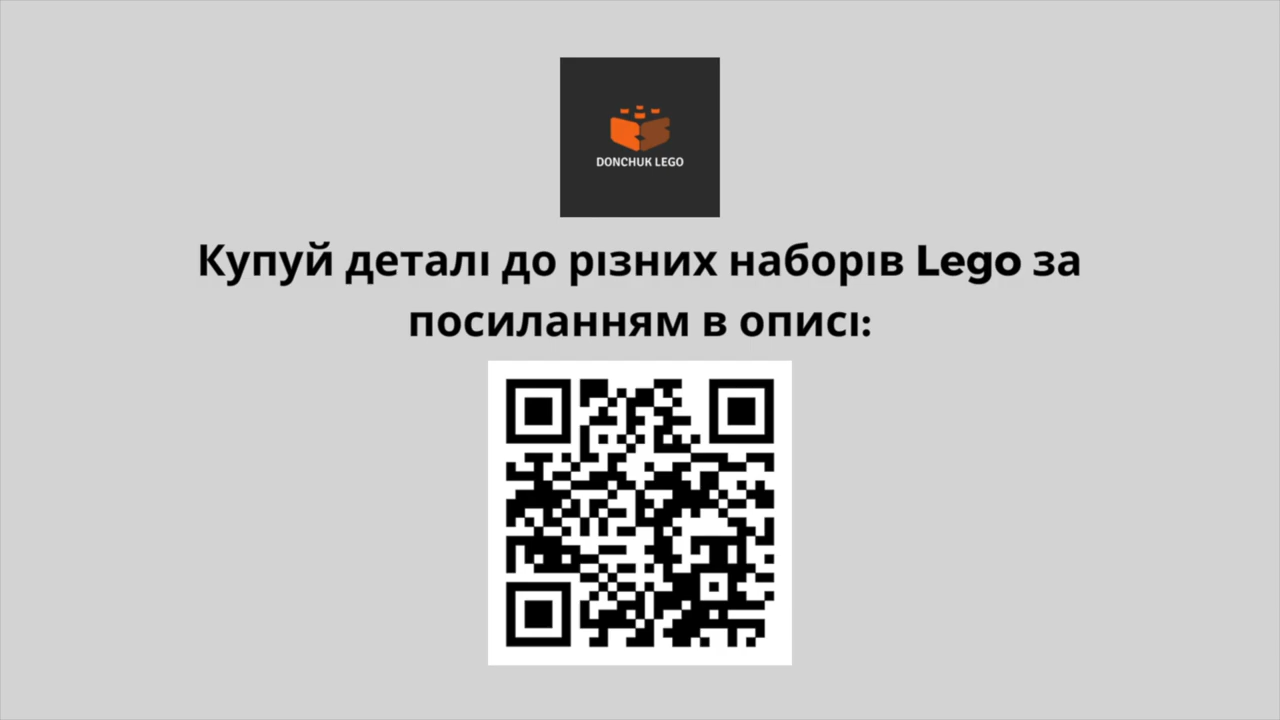 DONCHUK LEGO
Купуй деталі до різних наборів Lego за
посиланням в описі: